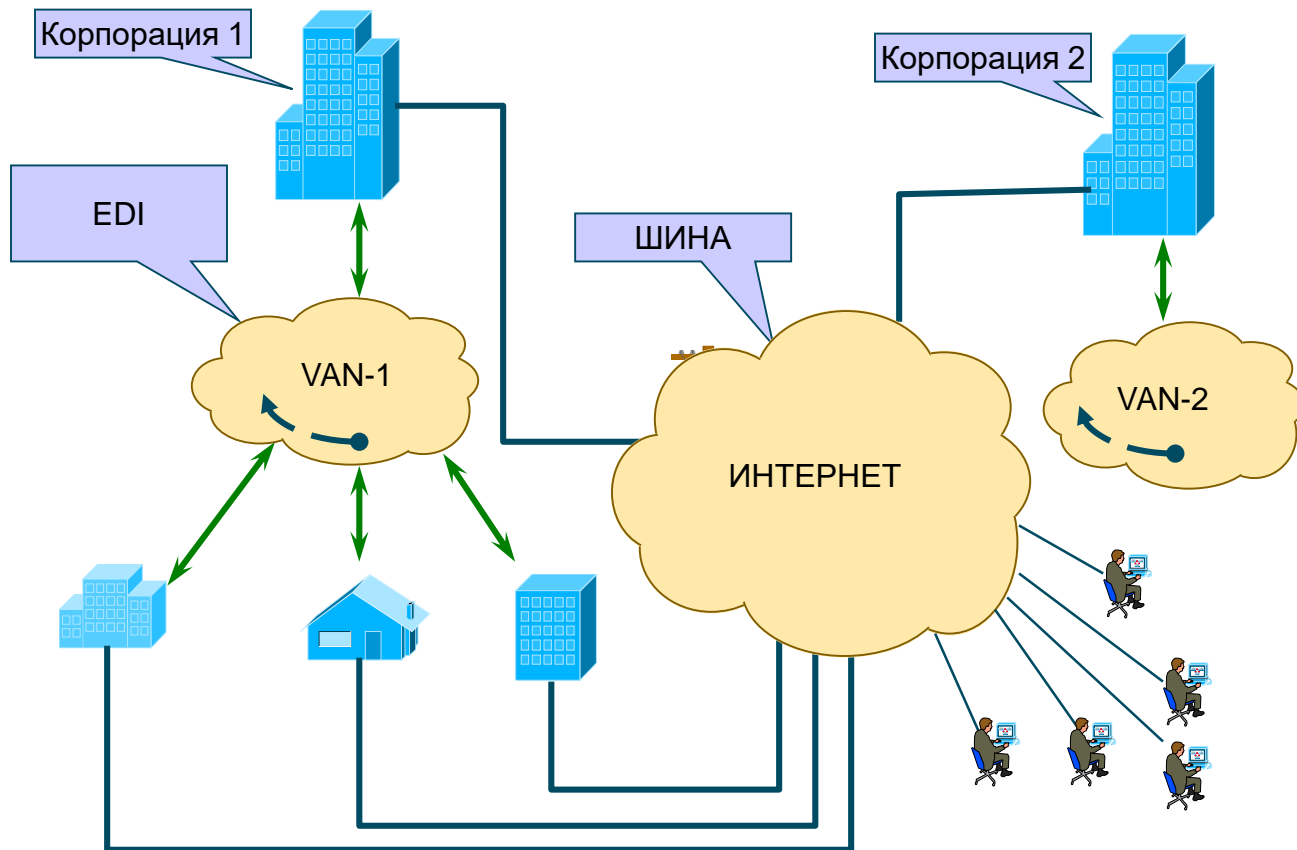 Корпорация 1
Корпорация 2
EDI
ШИНА
VAN-1
VAN-2
ИНТЕРНЕТ